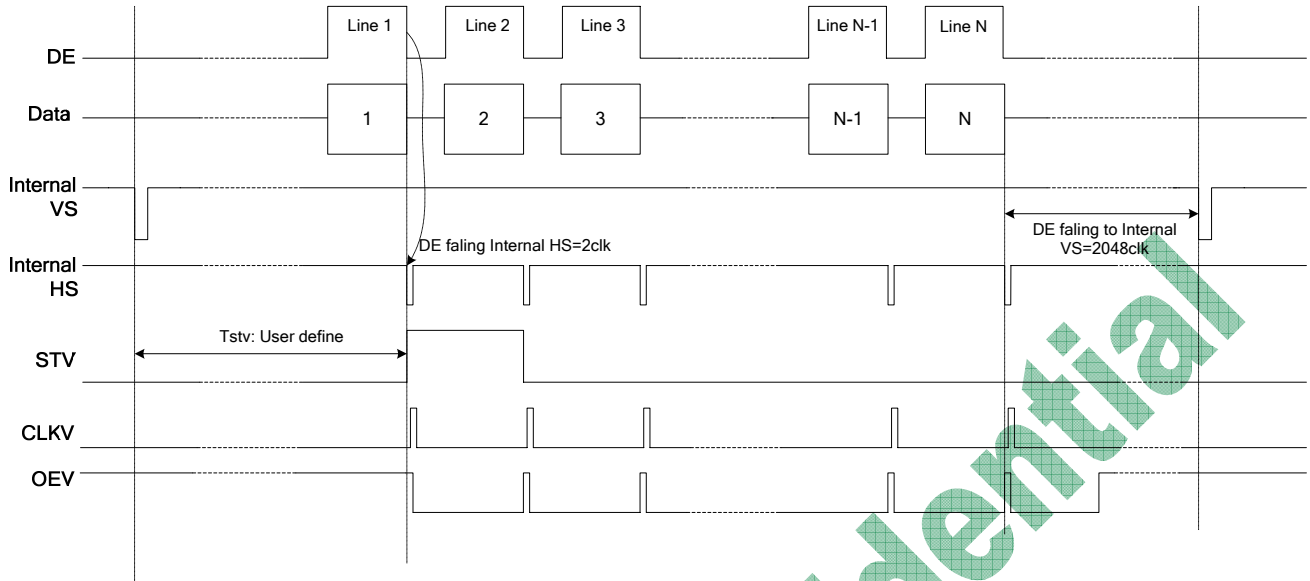 Line 1
Line 2
Line 3
Line N-1
Line N
DE
Data
1
2
3
N-1
N
Internal
VS
DE faling to Internal
VS=2048clk
DE faling Internal HS=2clk
Internal
HS
Tstv: User define
STV
CLKV
OEV
dential